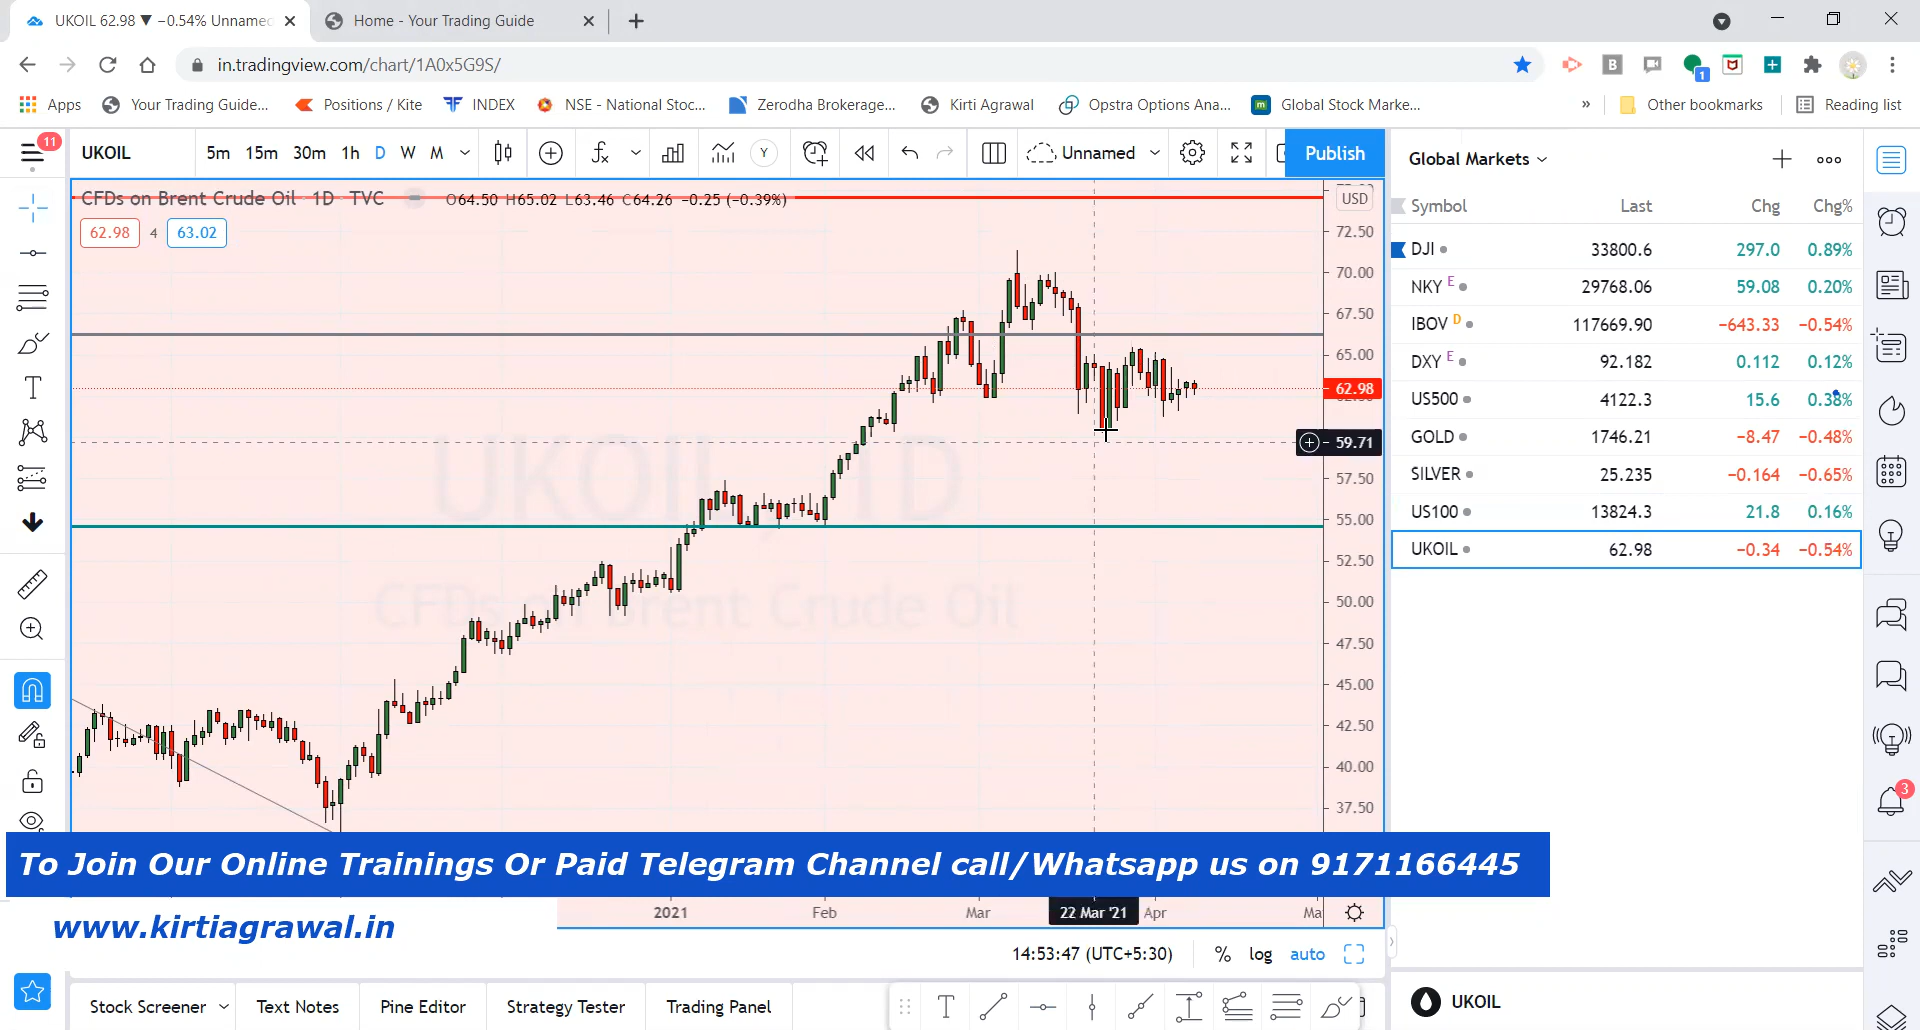 UKOIL 62.98 ▼ −0.54% Unnamed
Home - Your Trading Guide
in.tradingview.com/chart/1A0x5G9S/
Apps
Your Trading Guide...
Positions / Kite
INDEX
NSE - National Stoc...
Zerodha Brokerage...
Kirti Agrawal
Opstra Options Ana...
Global Stock Marke...
»
Other bookmarks
Reading list
11
UKOIL
5m 15m 30m 1h D W M
Y
Unnamed
Publish
Global Markets
CFDs on Brent Crude Oil · 1D · TVC
O64.50 H65.02 L63.46 C64.26 −0.25 (−0.39%)
62.98 4 63.02
USD
72.50
70.00
67.50
65.00
62.98
59.71
57.50
55.00
52.50
50.00
47.50
45.00
42.50
40.00
37.50
UKOIL, 1D
CFDs on Brent Crude Oil
Symbol Last Chg Chg%
DJI 33800.6 297.0 0.89%
NKY E 29768.06 59.08 0.20%
IBOV D 117669.90 −643.33 −0.54%
DXY E 92.182 0.112 0.12%
US500 4122.3 15.6 0.38%
GOLD 1746.21 −8.47 −0.48%
SILVER 25.235 −0.164 −0.65%
US100 13824.3 21.8 0.16%
UKOIL 62.98 −0.34 −0.54%
3
To Join Our Online Trainings Or Paid Telegram Channel call/Whatsapp us on 9171166445
www.kirtiagrawal.in
2021 Feb Mar 22 Mar '21 Apr Ma
14:53:47 (UTC+5:30) % log auto
Stock Screener Text Notes Pine Editor Strategy Tester Trading Panel
UKOIL